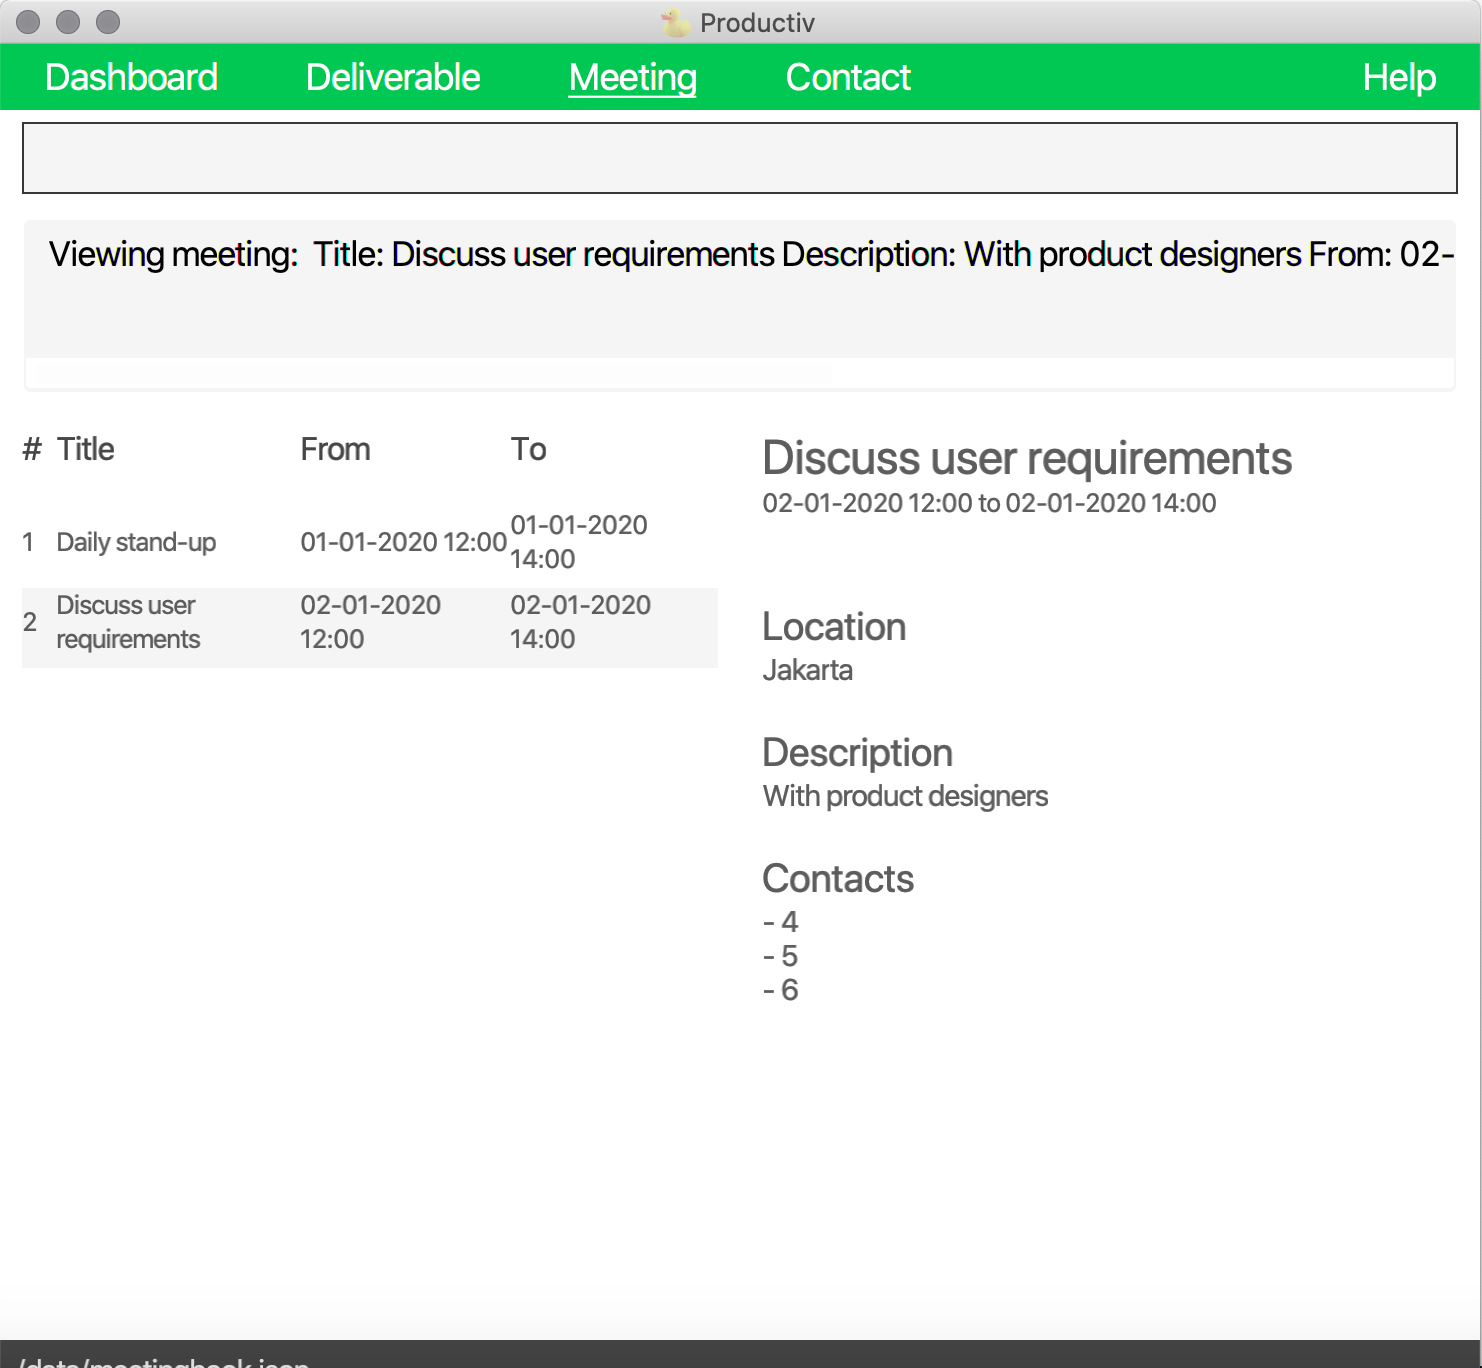 Productiv
Dashboard Deliverable Meeting Contact Help
Viewing meeting: Title: Discuss user requirements Description: With product designers From: 02-
# Title From To
1 Daily stand-up 01-01-2020 12:00 01-01-2020 14:00
2 Discuss user requirements 02-01-2020 12:00 02-01-2020 14:00
Discuss user requirements
02-01-2020 12:00 to 02-01-2020 14:00
Location
Jakarta
Description
With product designers
Contacts
- 4
- 5
- 6
/data/meetingbook.json